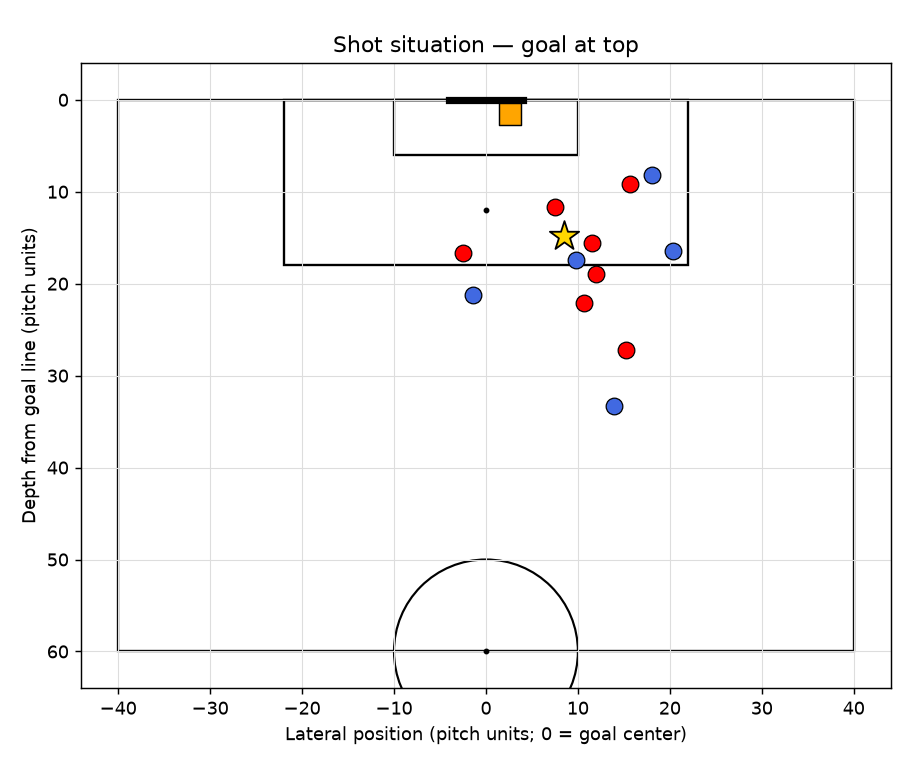 Shot situation — goal at top
Depth from goal line (pitch units)
0
10
20
30
40
50
60
−40 −30 −20 −10 0 10 20 30 40
Lateral position (pitch units; 0 = goal center)